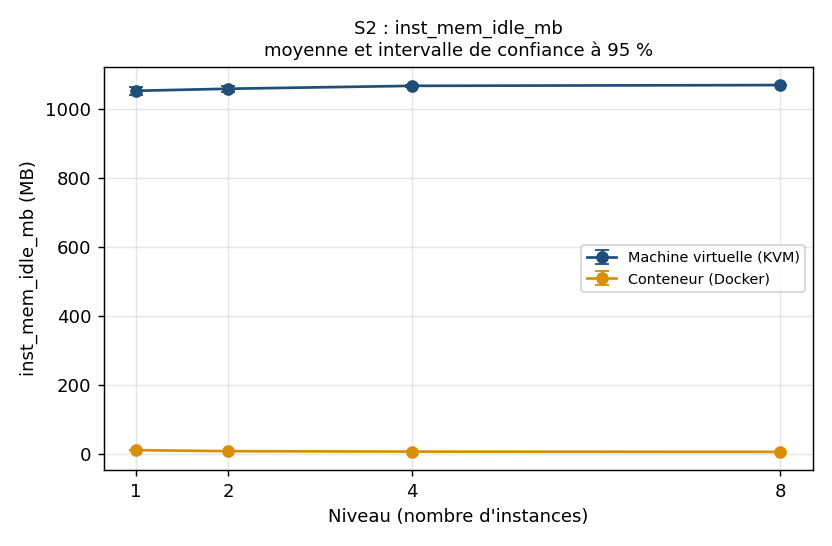 S2 : inst_mem_idle_mb
moyenne et intervalle de confiance à 95 %
inst_mem_idle_mb (MB)
1000
800
600
400
200
0
Machine virtuelle (KVM)
Conteneur (Docker)
1 2 4 8
Niveau (nombre d'instances)